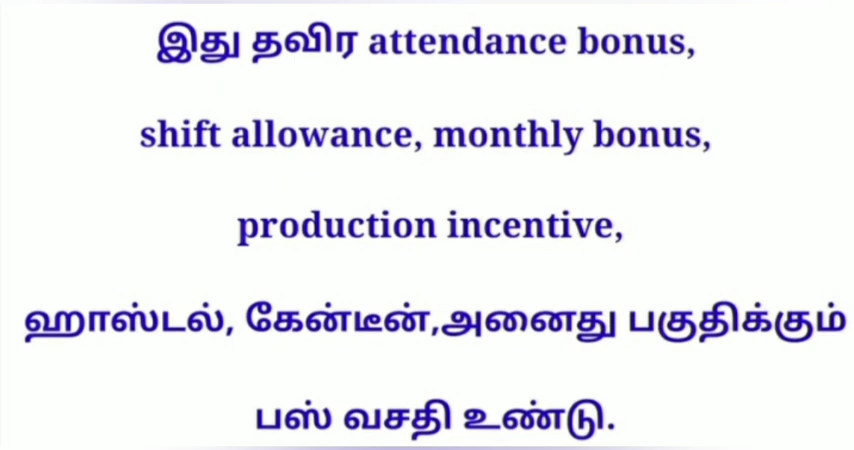 இது தவிர attendance bonus,
shift allowance, monthly bonus,
production incentive,
ஹாஸ்டல், கேன்டீன்,அனைது பகுதிக்கும்
பஸ் வசதி உண்டு.